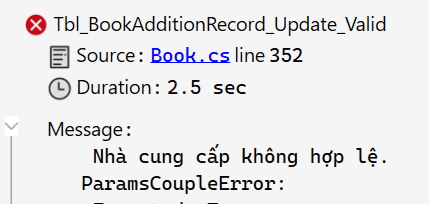 Tbl_BookAdditionRecord_Update_Valid
Source: Book.cs line 352
Duration: 2.5 sec
Message:
Nhà cung cấp không hợp lệ.
ParamsCoupleError: